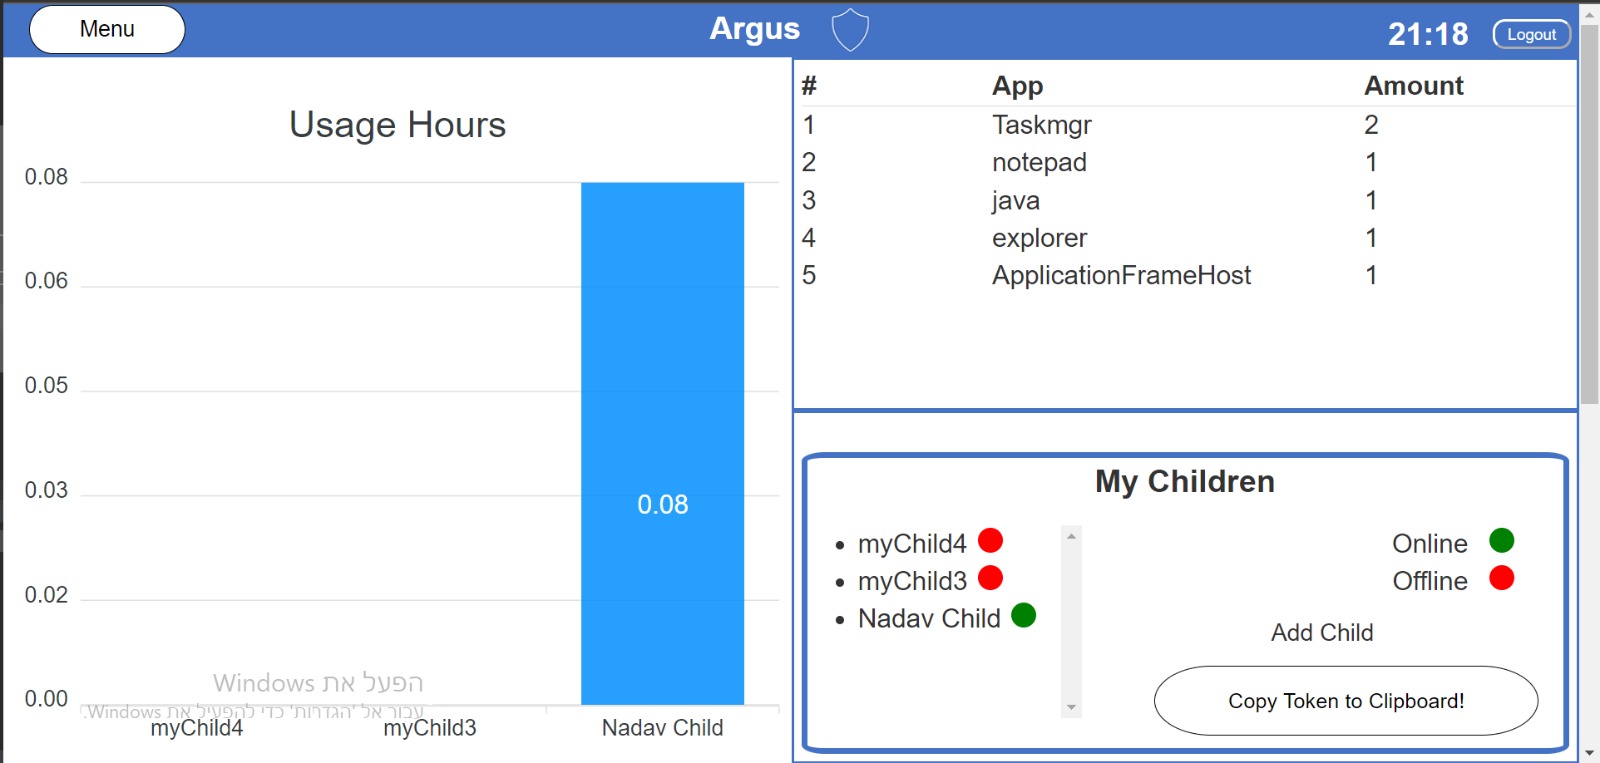 Menu
Argus
21:18
Logout
Usage Hours
0.08
0.06
0.05
0.03
0.02
0.00
0.08
myChild4
myChild3
Nadav Child
הפעל את Windows
עבור אל 'הגדרות' כדי להפעיל את Windows.
# App Amount
1 Taskmgr 2
2 notepad 1
3 java 1
4 explorer 1
5 ApplicationFrameHost 1
My Children
myChild4
myChild3
Nadav Child
Online
Offline
Add Child
Copy Token to Clipboard!